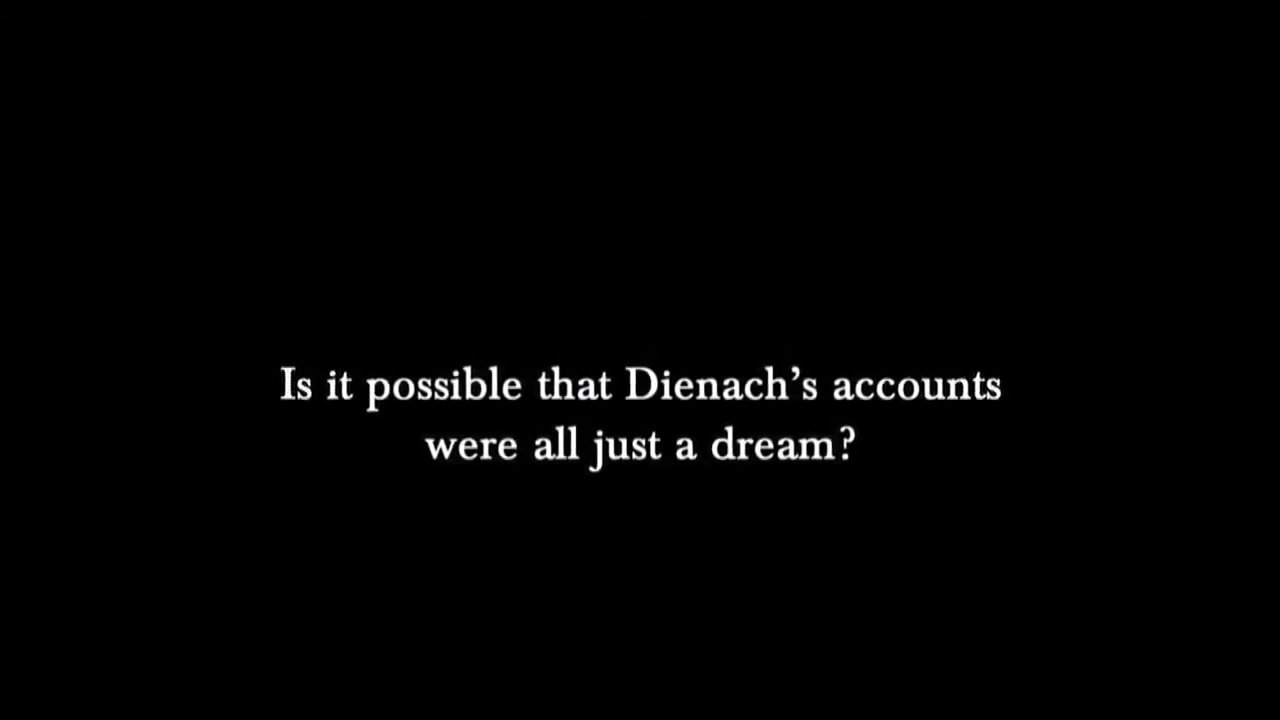 Is it possible that Dienach’s accounts
were all just a dream?